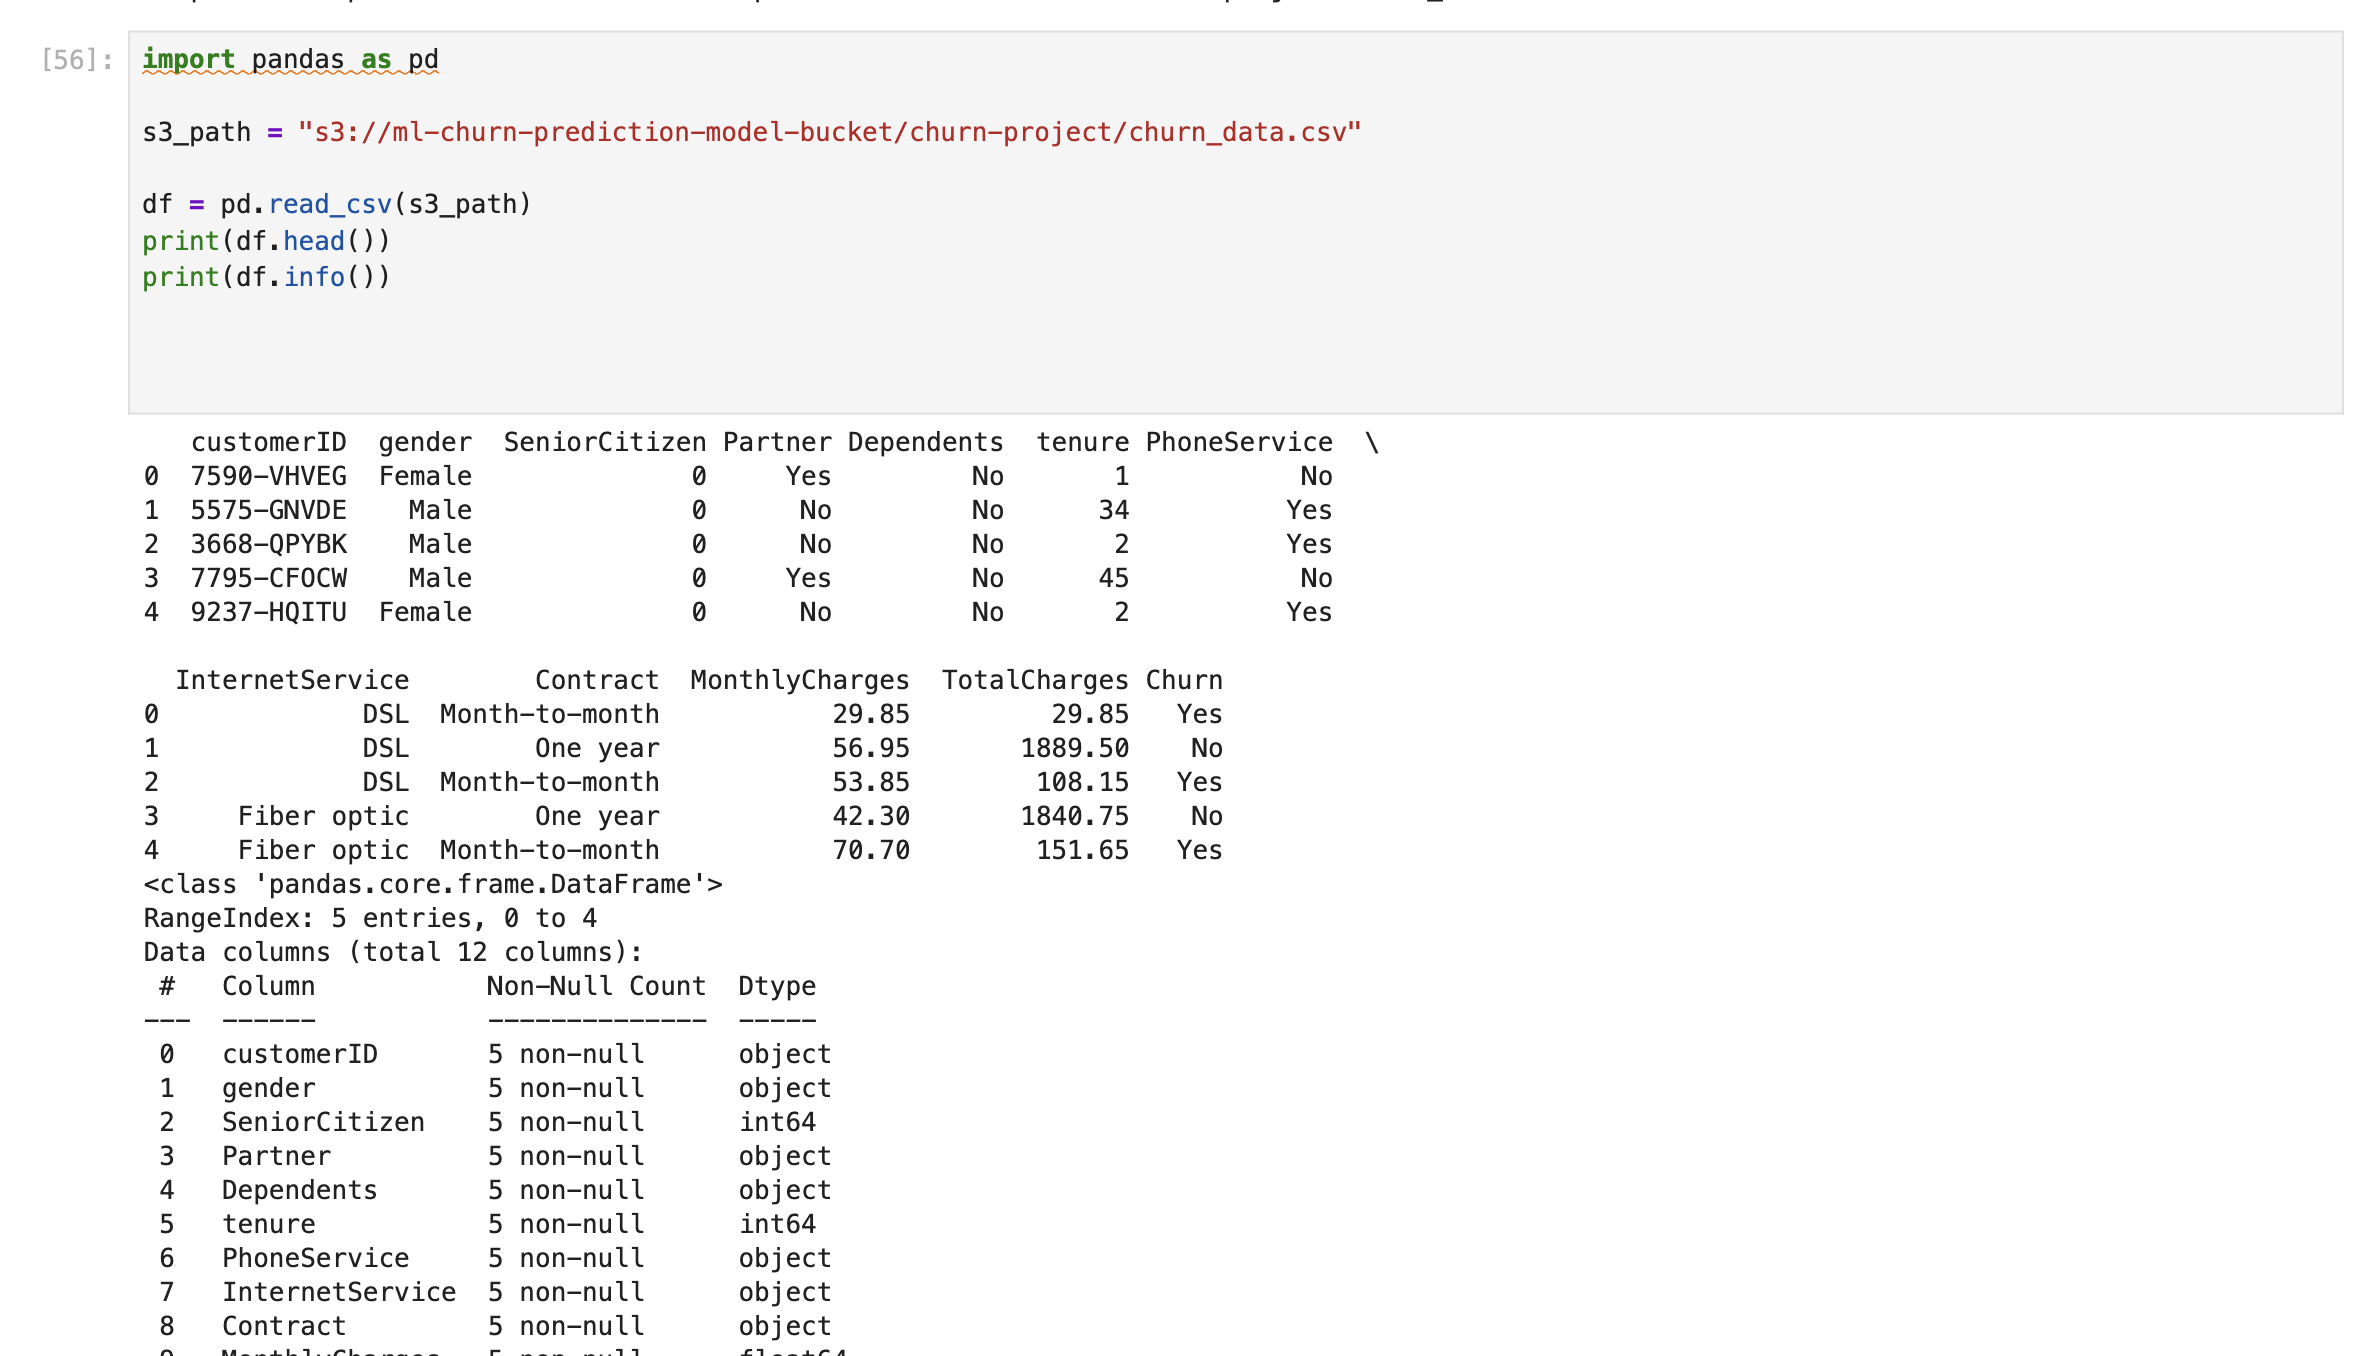 [56]: import pandas as pd
s3_path = "s3://ml-churn-prediction-model-bucket/churn-project/churn_data.csv"
df = pd.read_csv(s3_path)
print(df.head())
print(df.info())
customerID gender SeniorCitizen Partner Dependents tenure PhoneService \
0 7590-VHVEG Female 0 Yes No 1 No
1 5575-GNVDE Male 0 No No 34 Yes
2 3668-QPYBK Male 0 No No 2 Yes
3 7795-CFOCW Male 0 Yes No 45 No
4 9237-HQITU Female 0 No No 2 Yes
InternetService Contract MonthlyCharges TotalCharges Churn
0 DSL Month-to-month 29.85 29.85 Yes
1 DSL One year 56.95 1889.50 No
2 DSL Month-to-month 53.85 108.15 Yes
3 Fiber optic One year 42.30 1840.75 No
4 Fiber optic Month-to-month 70.70 151.65 Yes
<class 'pandas.core.frame.DataFrame'>
RangeIndex: 5 entries, 0 to 4
Data columns (total 12 columns):
# Column Non-Null Count Dtype
--- ------ -------------- -----
0 customerID 5 non-null object
1 gender 5 non-null object
2 SeniorCitizen 5 non-null int64
3 Partner 5 non-null object
4 Dependents 5 non-null object
5 tenure 5 non-null int64
6 PhoneService 5 non-null object
7 InternetService 5 non-null object
8 Contract 5 non-null object
9 MonthlyCharges 5 non-null float64